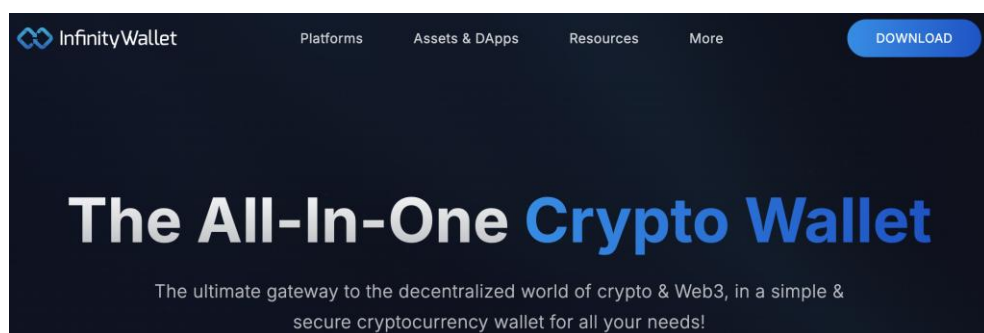 InfinityWallet Platforms Assets & DApps Resources More DOWNLOAD
The All-In-One Crypto Wallet
The ultimate gateway to the decentralized world of crypto & Web3, in a simple &
secure cryptocurrency wallet for all your needs!